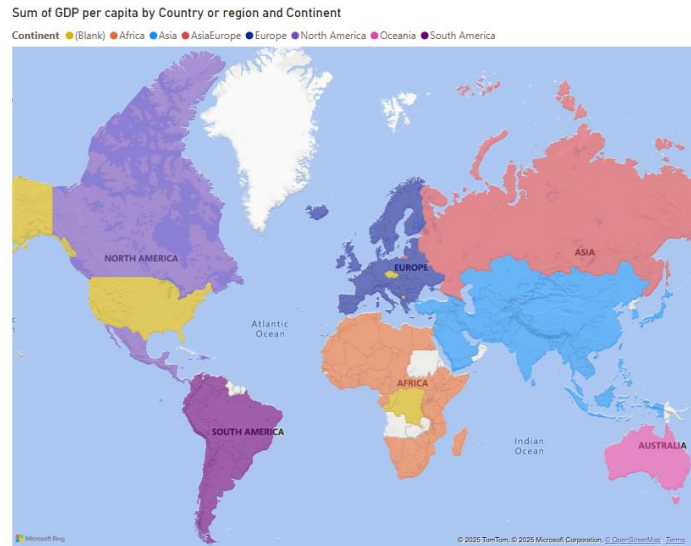 Sum of GDP per capita by Country or region and Continent
Continent (Blank) Africa Asia AsiaEurope Europe North America Oceania South America
NORTH AMERICA
ASIA
EUROPE
Atlantic
Ocean
AFRICA
SOUTH AMERICA
Indian
Ocean
AUSTRALIA
Microsoft Bing
© 2025 TomTom, © 2025 Microsoft Corporation, © OpenStreetMap Terms